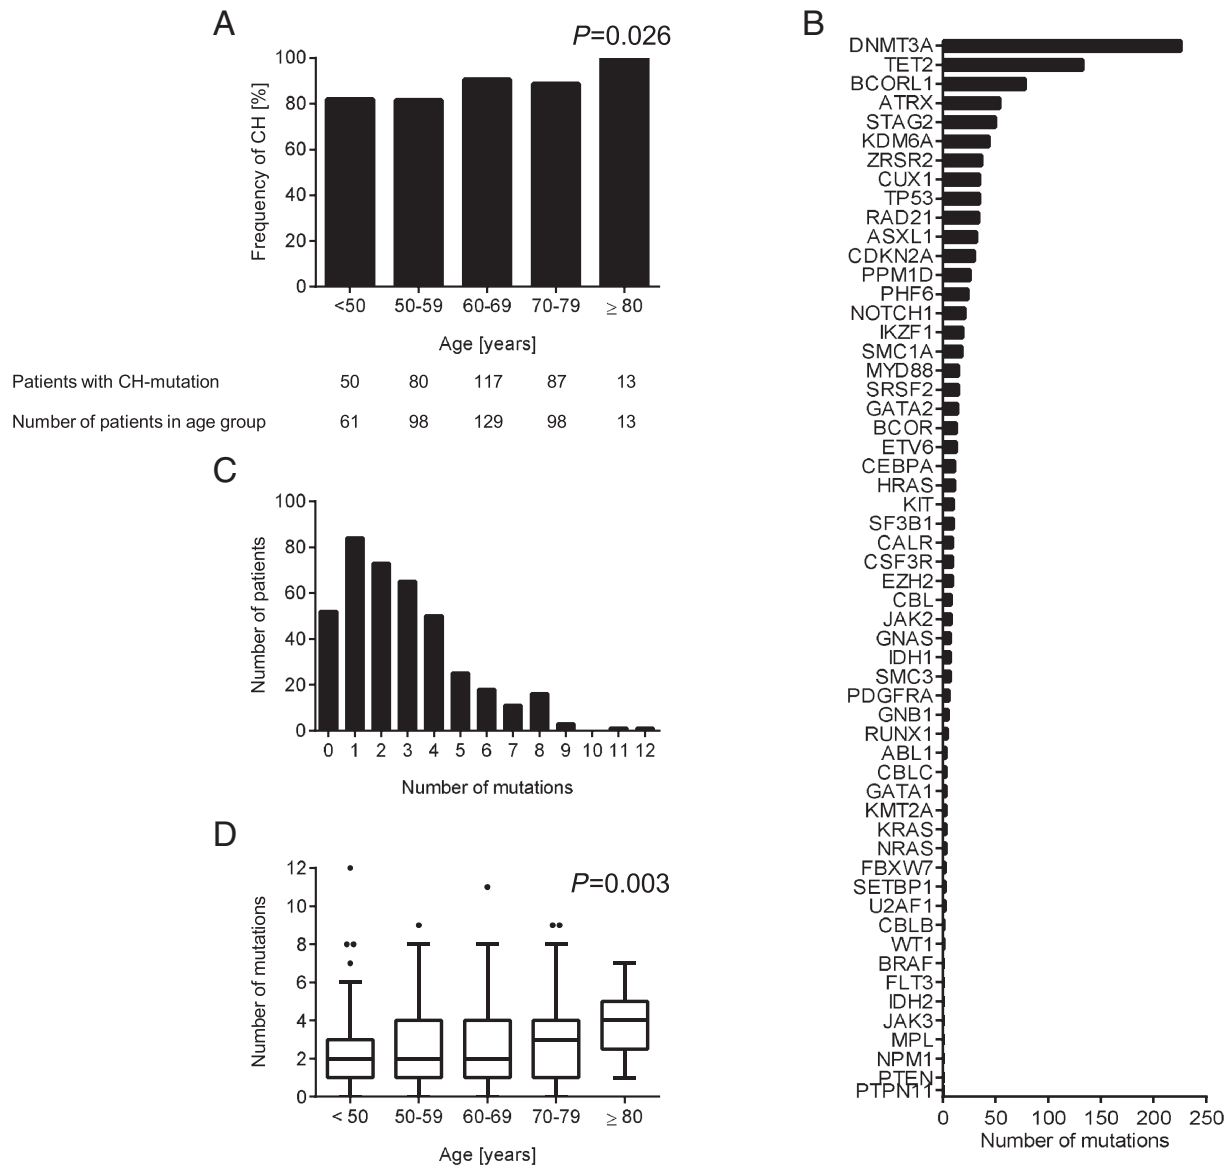 A
P=0.026
Frequency of CH [%]
100
80
60
40
20
0
<50 50-59 60-69 70-79 ≥ 80
Age [years]
Patients with CH-mutation 50 80 117 87 13
Number of patients in age group 61 98 129 98 13
B
DNMT3A
TET2
BCORL1
ATRX
STAG2
KDM6A
ZRSR2
CUX1
TP53
RAD21
ASXL1
CDKN2A
PPM1D
PHF6
NOTCH1
IKZF1
SMC1A
MYD88
SRSF2
GATA2
BCOR
ETV6
CEBPA
HRAS
KIT
SF3B1
CALR
CSF3R
EZH2
CBL
JAK2
GNAS
IDH1
SMC3
PDGFRA
GNB1
RUNX1
ABL1
CBLC
GATA1
KMT2A
KRAS
NRAS
FBXW7
SETBP1
U2AF1
CBLB
WT1
BRAF
FLT3
IDH2
JAK3
MPL
NPM1
PTEN
PTPN11
0 50 100 150 200 250
Number of mutations
C
Number of patients
100
80
60
40
20
0
0 1 2 3 4 5 6 7 8 9 10 11 12
Number of mutations
D
P=0.003
Number of mutations
12
10
8
6
4
2
0
< 50 50-59 60-69 70-79 ≥ 80
Age [years]